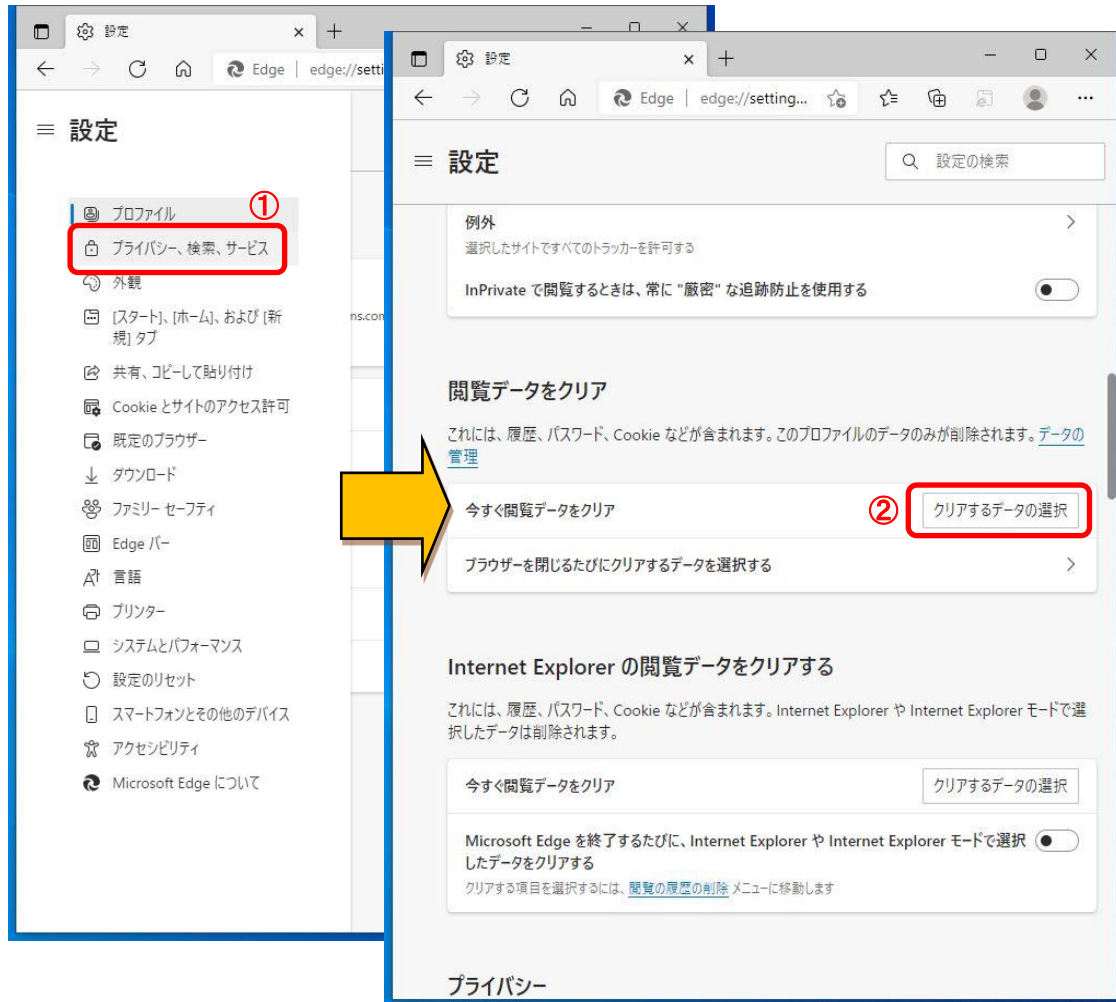 設定
Edge | edge://setti
設定
①
プロファイル
プライバシー、検索、サービス
外観
[スタート]、[ホーム]、および [新
規] タブ
共有、コピーして貼り付け
Cookie とサイトのアクセス許可
既定のブラウザー
ダウンロード
ファミリー セーフティ
Edge バー
言語
プリンター
システムとパフォーマンス
設定のリセット
スマートフォンとその他のデバイス
アクセシビリティ
Microsoft Edge について
ns.com
設定
Edge | edge://setting...
設定
設定の検索
例外
選択したサイトですべてのトラッカーを許可する
InPrivate で閲覧するときは、常に "厳密" な追跡防止を使用する
閲覧データをクリア
これには、履歴、パスワード、Cookie などが含まれます。このプロファイルのデータのみが削除されます。データの
管理
今すぐ閲覧データをクリア
②
クリアするデータの選択
ブラウザーを閉じるたびにクリアするデータを選択する
Internet Explorer の閲覧データをクリアする
これには、履歴、パスワード、Cookie などが含まれます。Internet Explorer や Internet Explorer モードで選
択したデータは削除されます。
今すぐ閲覧データをクリア
クリアするデータの選択
Microsoft Edge を終了するたびに、Internet Explorer や Internet Explorer モードで選択
したデータをクリアする
クリアする項目を選択するには、閲覧の履歴の削除 メニューに移動します
プライバシー